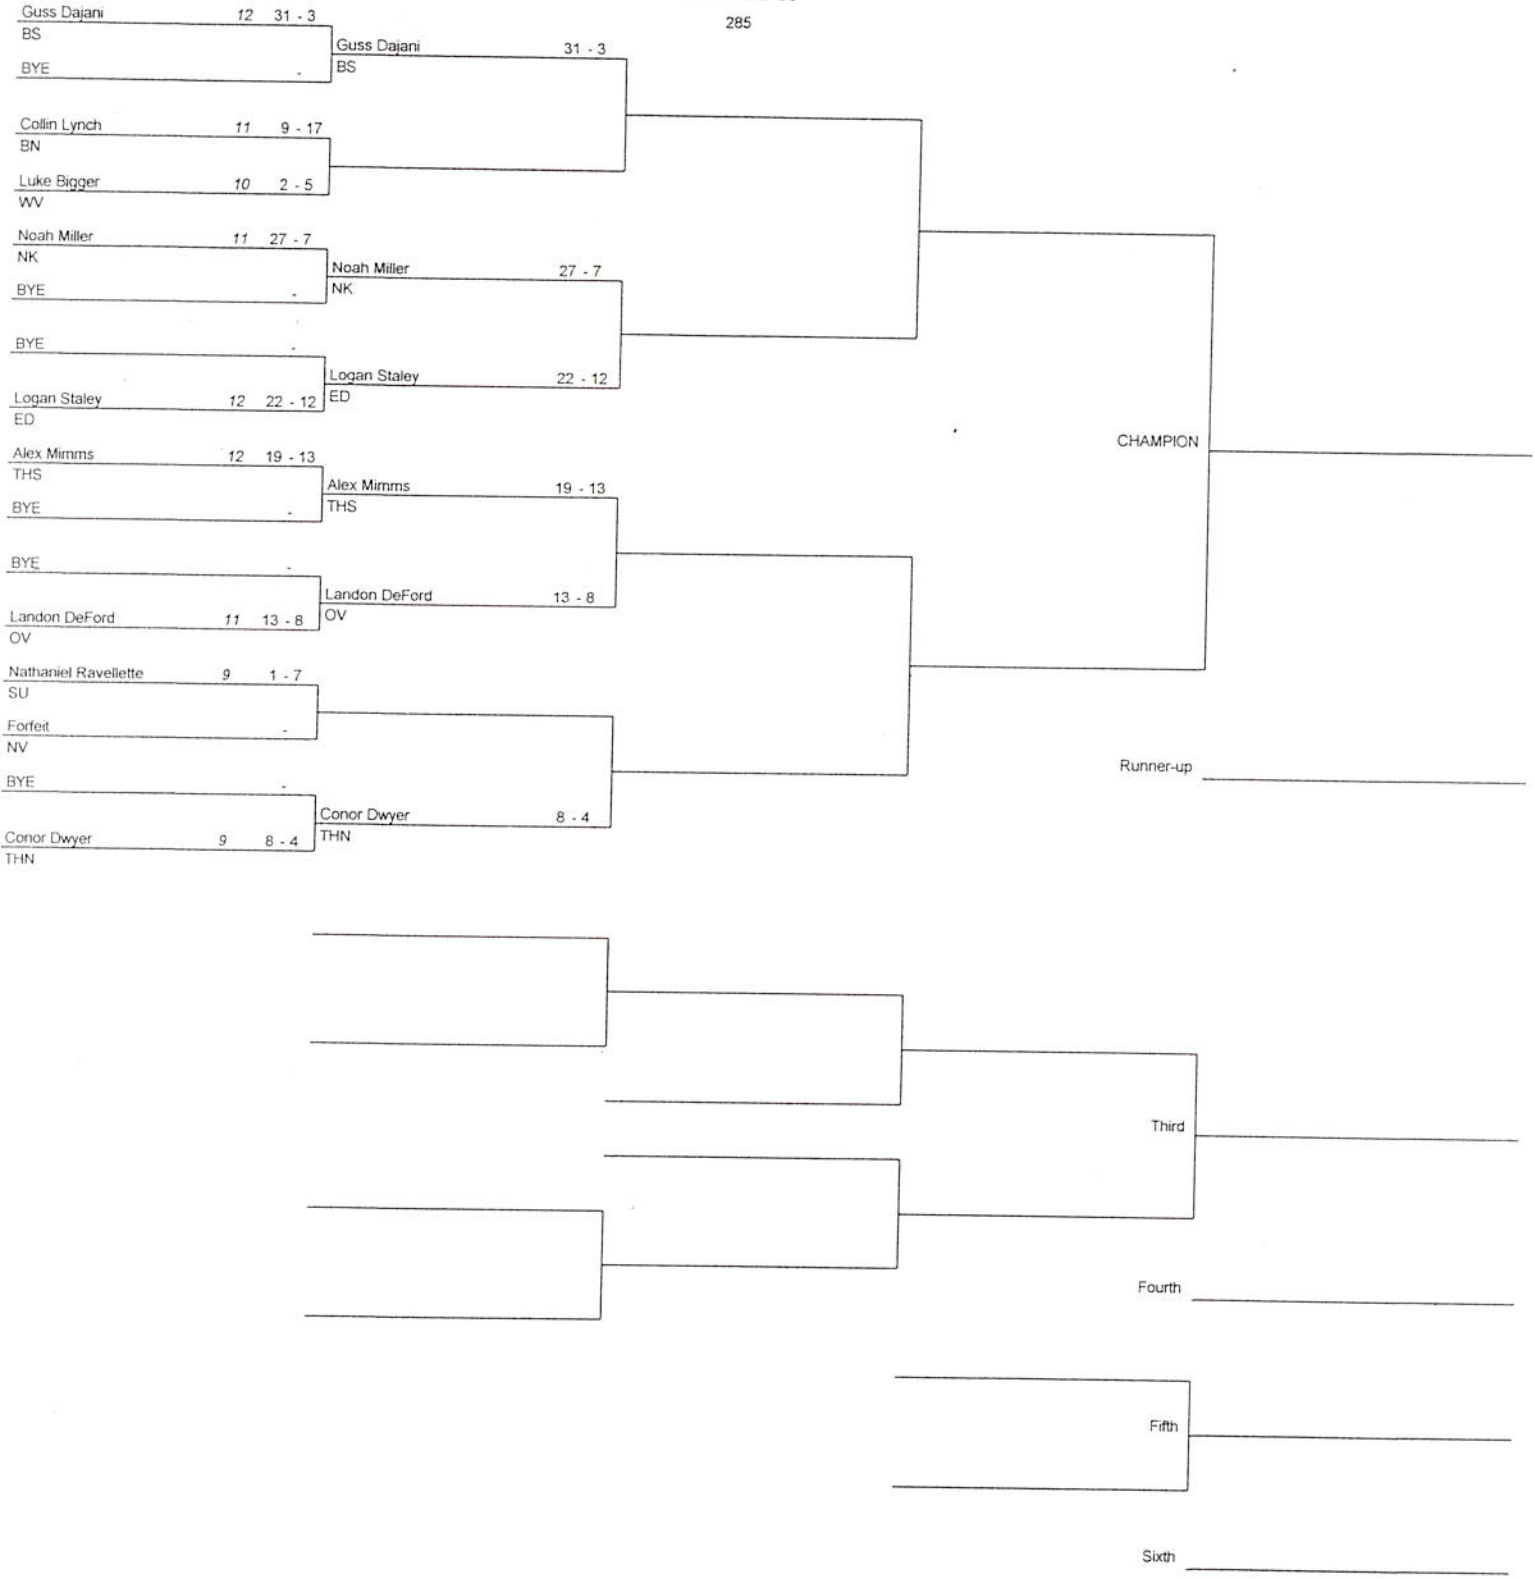 285
Guss Dajani 12 31 - 3
BS
BYE -
Guss Dajani 31 - 3
BS
Collin Lynch 11 9 - 17
BN
Luke Bigger 10 2 - 5
WV
Noah Miller 11 27 - 7
NK
BYE -
Noah Miller 27 - 7
NK
BYE -
Logan Staley 12 22 - 12
ED
Logan Staley 22 - 12
ED
Alex Mimms 12 19 - 13
THS
BYE -
Alex Mimms 19 - 13
THS
BYE -
Landon DeFord 11 13 - 8
OV
Landon DeFord 13 - 8
OV
Nathaniel Ravellette 9 1 - 7
SU
Forfeit -
NV
BYE -
Conor Dwyer 9 8 - 4
THN
Conor Dwyer 8 - 4
THN
CHAMPION
Runner-up
Third
Fourth
Fifth
Sixth